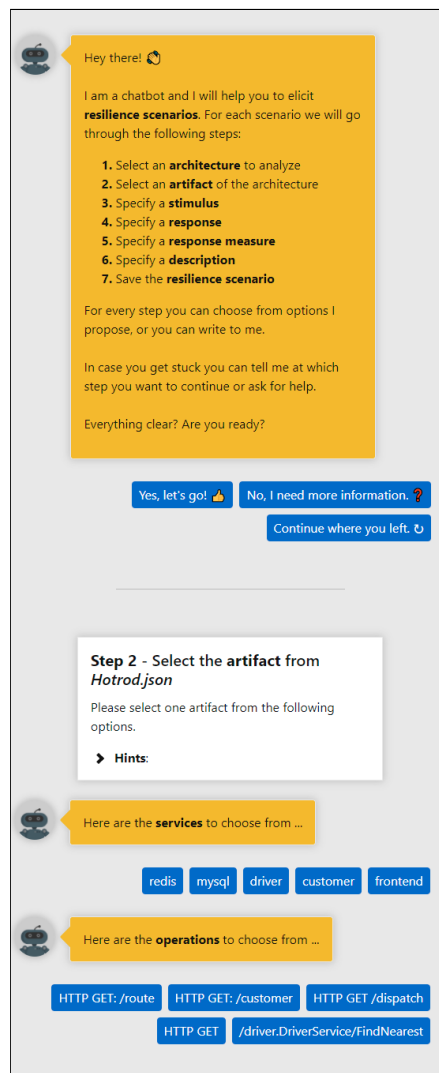 Hey there! 👋
I am a chatbot and I will help you to elicit
resilience scenarios. For each scenario we will go
through the following steps:
1. Select an architecture to analyze
2. Select an artifact of the architecture
3. Specify a stimulus
4. Specify a response
5. Specify a response measure
6. Specify a description
7. Save the resilience scenario
For every step you can choose from options I
propose, or you can write to me.
In case you get stuck you can tell me at which
step you want to continue or ask for help.
Everything clear? Are you ready?
Yes, let's go! 👍 No, I need more information. ❓
Continue where you left. ↻
Step 2 - Select the artifact from
Hotrod.json
Please select one artifact from the following
options.
Hints:
Here are the services to choose from ...
redis mysql driver customer frontend
Here are the operations to choose from ...
HTTP GET: /route HTTP GET: /customer HTTP GET /dispatch
HTTP GET /driver.DriverService/FindNearest